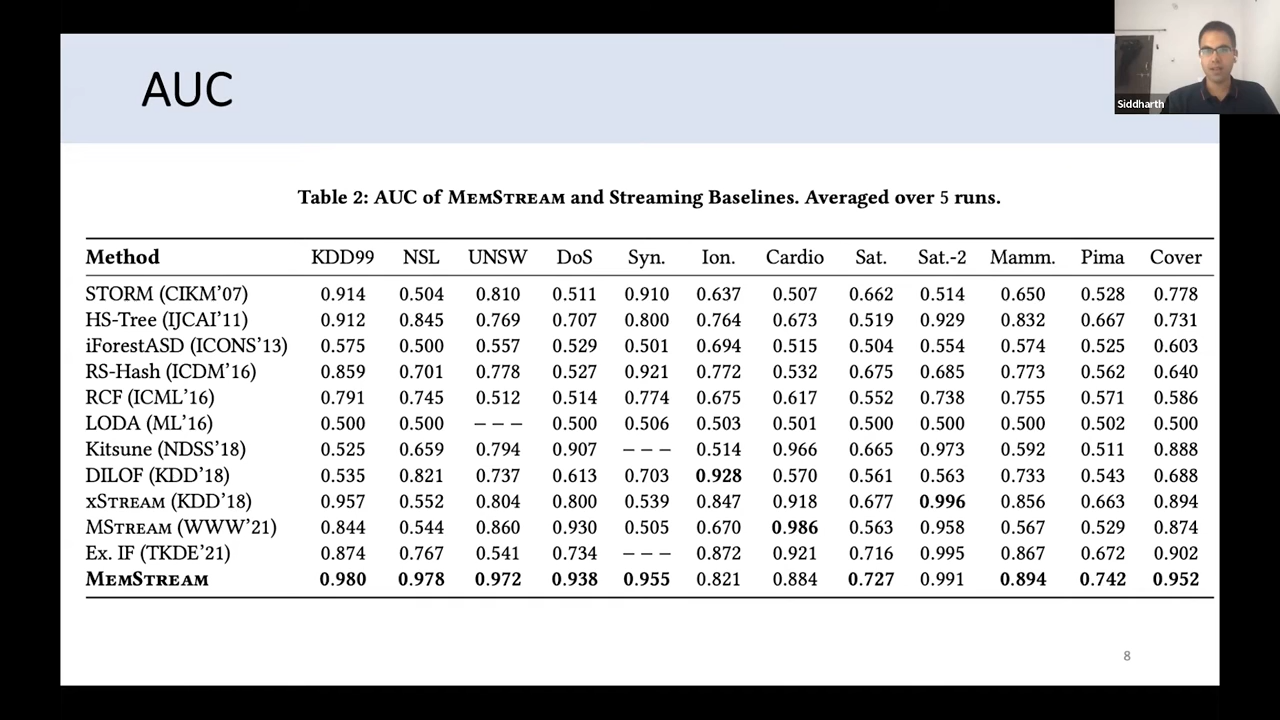 AUC
Siddharth
Table 2: AUC of MEMSTREAM and Streaming Baselines. Averaged over 5 runs.
Method KDD99 NSL UNSW DoS Syn. Ion. Cardio Sat. Sat.-2 Mamm. Pima Cover
STORM (CIKM’07) 0.914 0.504 0.810 0.511 0.910 0.637 0.507 0.662 0.514 0.650 0.528 0.778
HS-Tree (IJCAI’11) 0.912 0.845 0.769 0.707 0.800 0.764 0.673 0.519 0.929 0.832 0.667 0.731
iForestASD (ICONS’13) 0.575 0.500 0.557 0.529 0.501 0.694 0.515 0.504 0.554 0.574 0.525 0.603
RS-Hash (ICDM’16) 0.859 0.701 0.778 0.527 0.921 0.772 0.532 0.675 0.685 0.773 0.562 0.640
RCF (ICML’16) 0.791 0.745 0.512 0.514 0.774 0.675 0.617 0.552 0.738 0.755 0.571 0.586
LODA (ML’16) 0.500 0.500 – – – 0.500 0.506 0.503 0.501 0.500 0.500 0.500 0.502 0.500
Kitsune (NDSS’18) 0.525 0.659 0.794 0.907 – – – 0.514 0.966 0.665 0.973 0.592 0.511 0.888
DILOF (KDD’18) 0.535 0.821 0.737 0.613 0.703 0.928 0.570 0.561 0.563 0.733 0.543 0.688
xSTREAM (KDD’18) 0.957 0.552 0.804 0.800 0.539 0.847 0.918 0.677 0.996 0.856 0.663 0.894
MSTREAM (WWW’21) 0.844 0.544 0.860 0.930 0.505 0.670 0.986 0.563 0.958 0.567 0.529 0.874
Ex. IF (TKDE’21) 0.874 0.767 0.541 0.734 – – – 0.872 0.921 0.716 0.995 0.867 0.672 0.902
MEMSTREAM 0.980 0.978 0.972 0.938 0.955 0.821 0.884 0.727 0.991 0.894 0.742 0.952
8